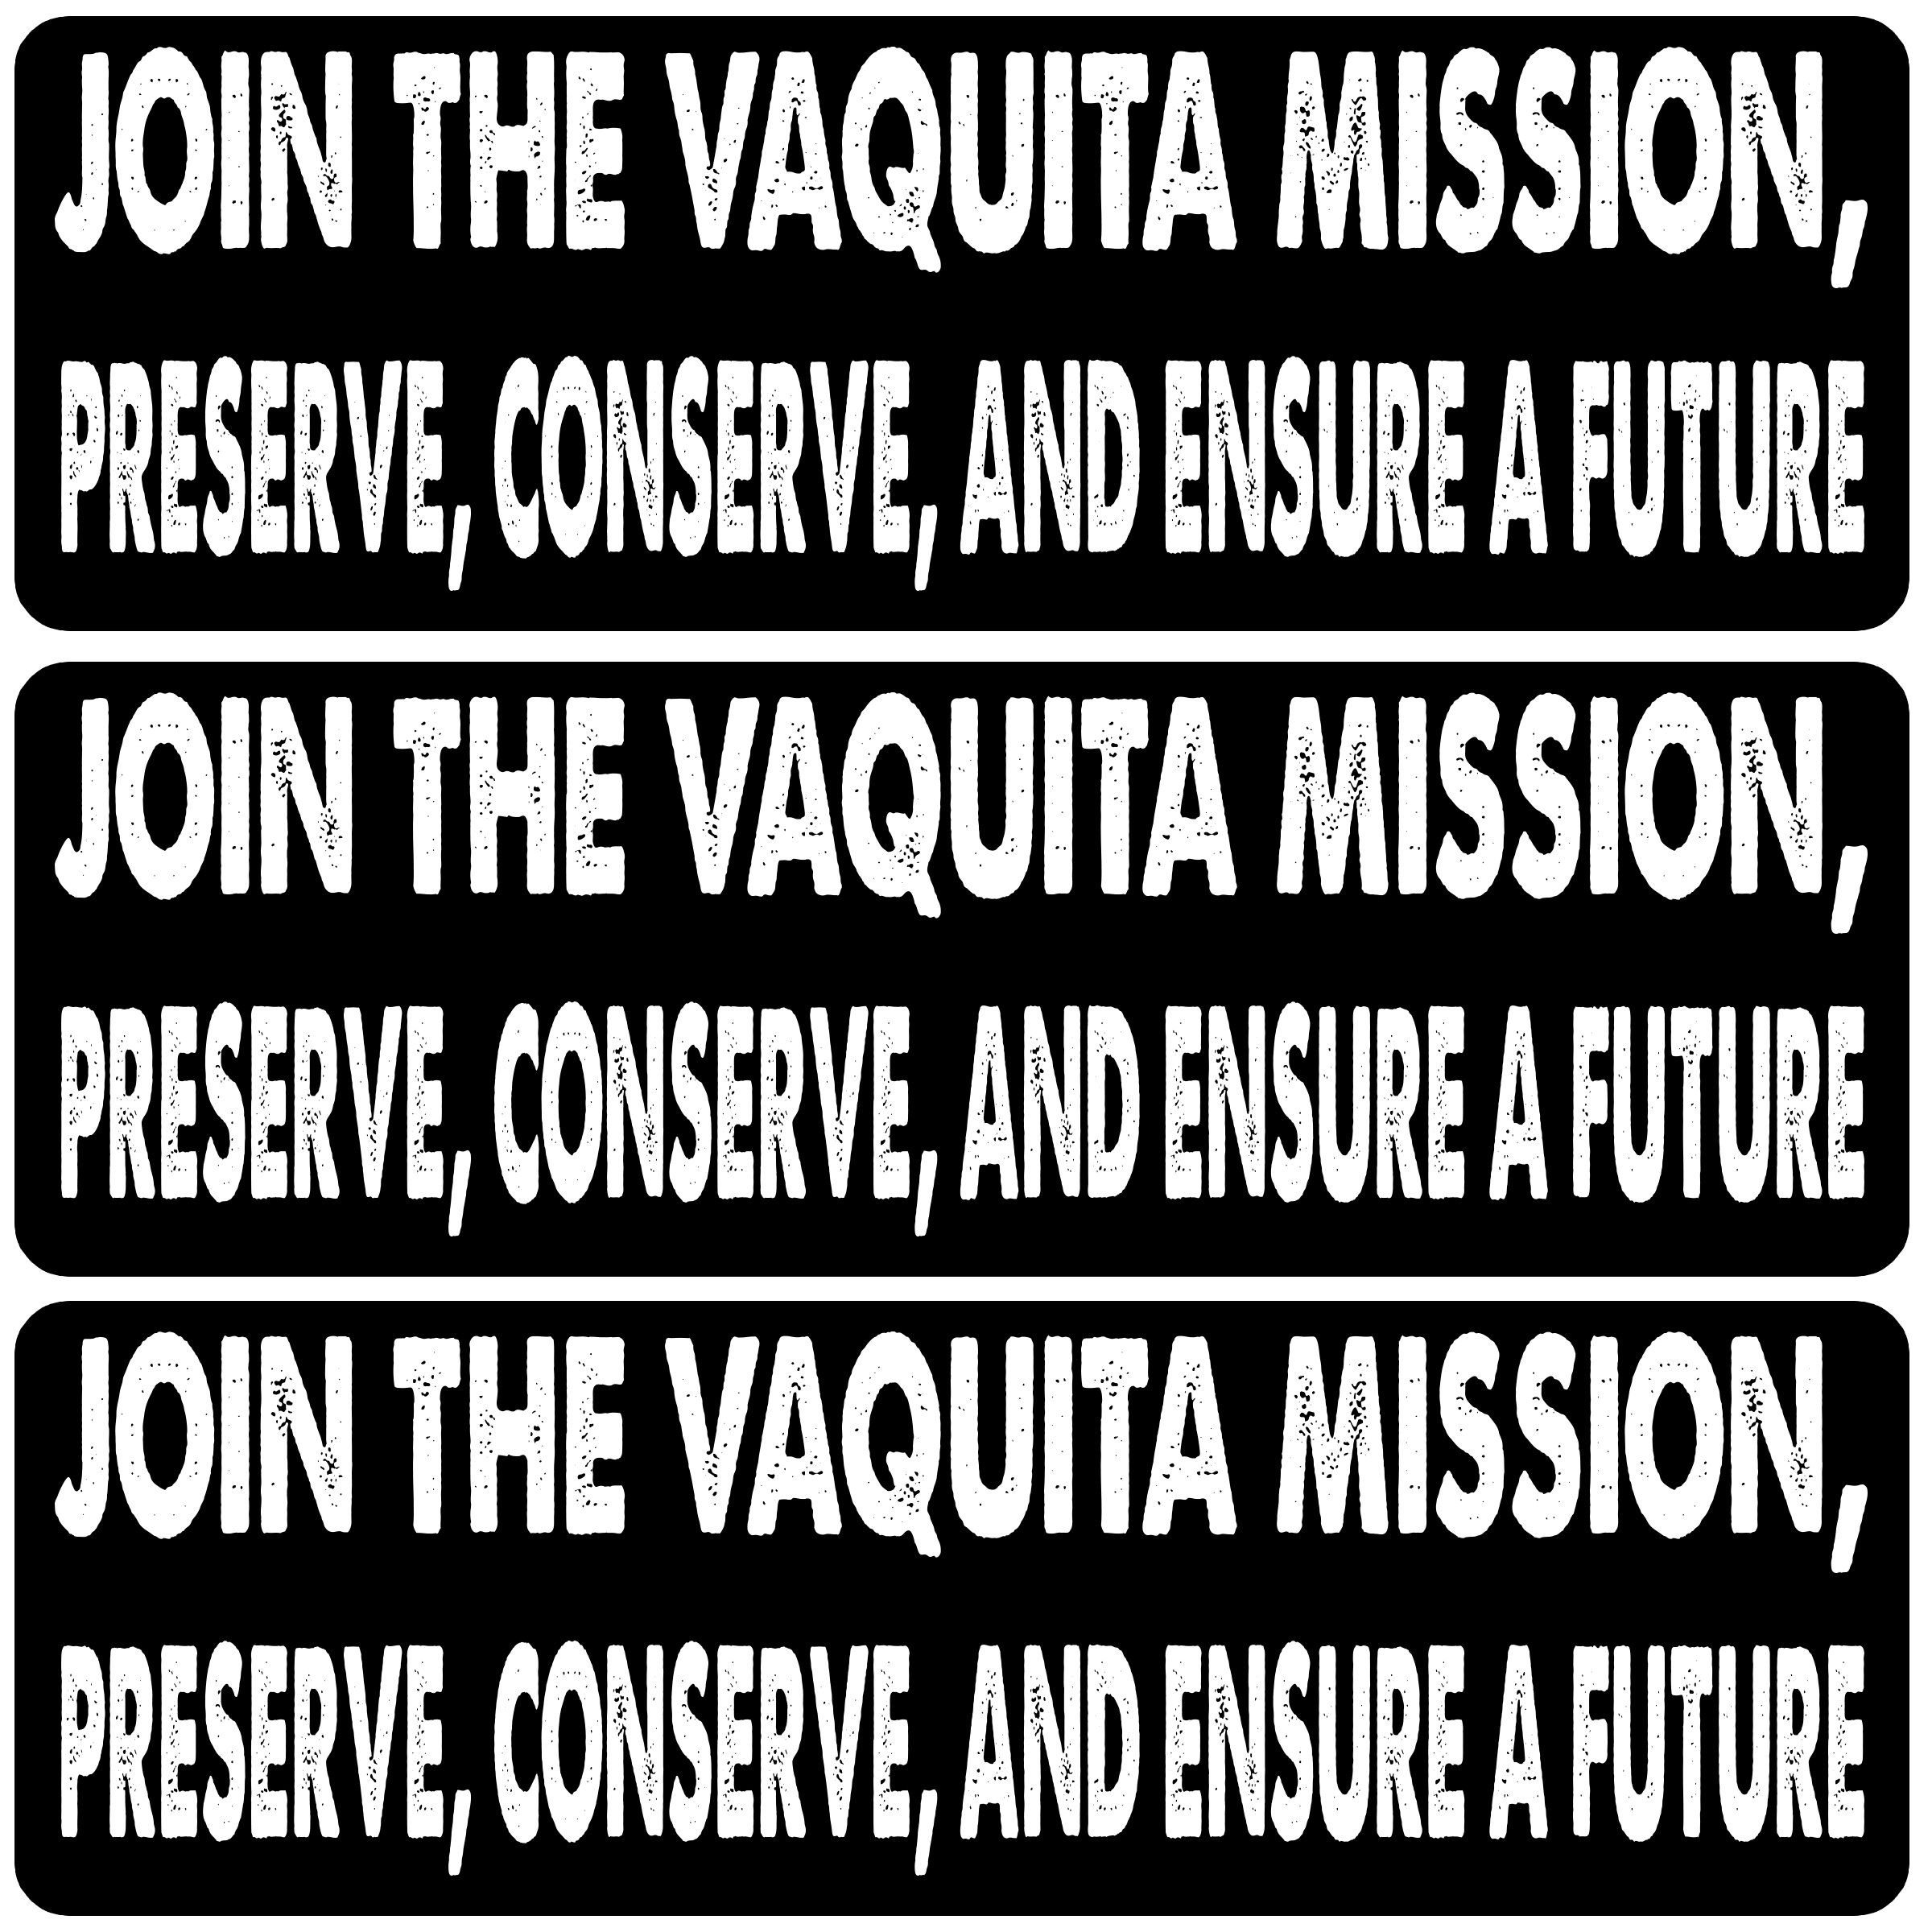 JOIN THE VAQUITA MISSION,
PRESERVE, CONSERVE, AND ENSURE A FUTURE
JOIN THE VAQUITA MISSION,
PRESERVE, CONSERVE, AND ENSURE A FUTURE
JOIN THE VAQUITA MISSION,
PRESERVE, CONSERVE, AND ENSURE A FUTURE